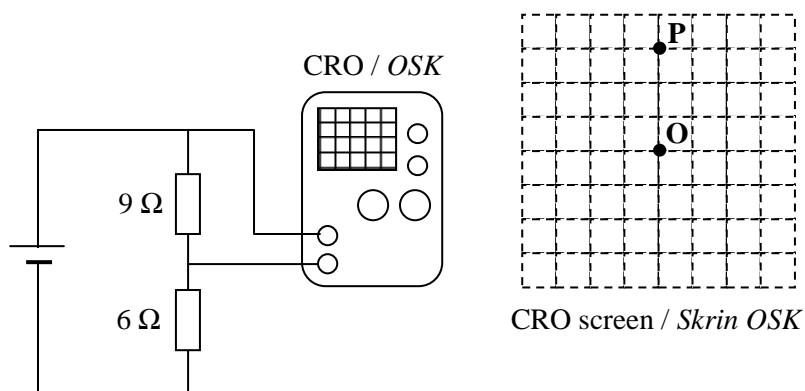 CRO / OSK
P
O
9 Ω
6 Ω
CRO screen / Skrin OSK